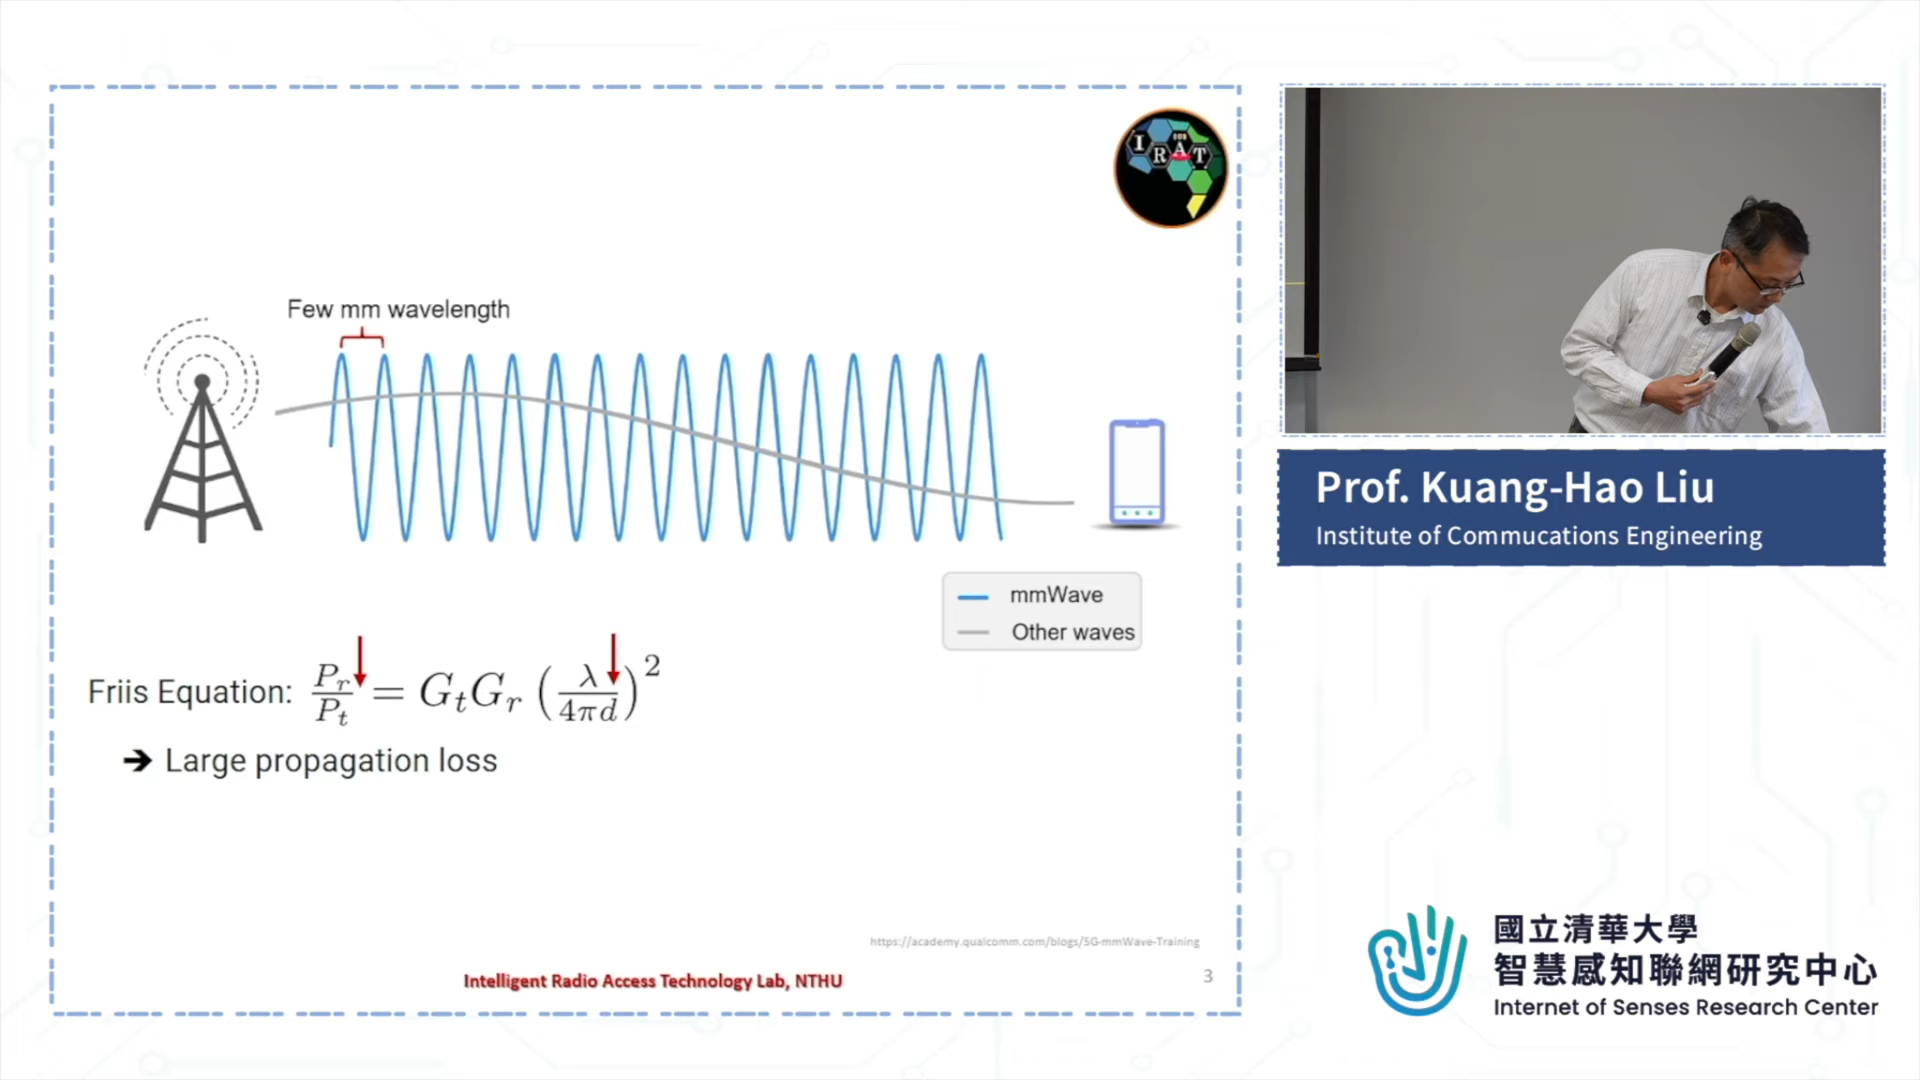 I R A T
Few mm wavelength
mmWave
Other waves
Friis Equation: P_r/P_t = G_tG_r (λ/4πd)^2
➔ Large propagation loss
https://academy.qualcomm.com/blogs/5G-mmWave-Training
Intelligent Radio Access Technology Lab, NTHU
3
Prof. Kuang-Hao Liu
Institute of Commucations Engineering
國立清華大學
智慧感知聯網研究中心
Internet of Senses Research Center